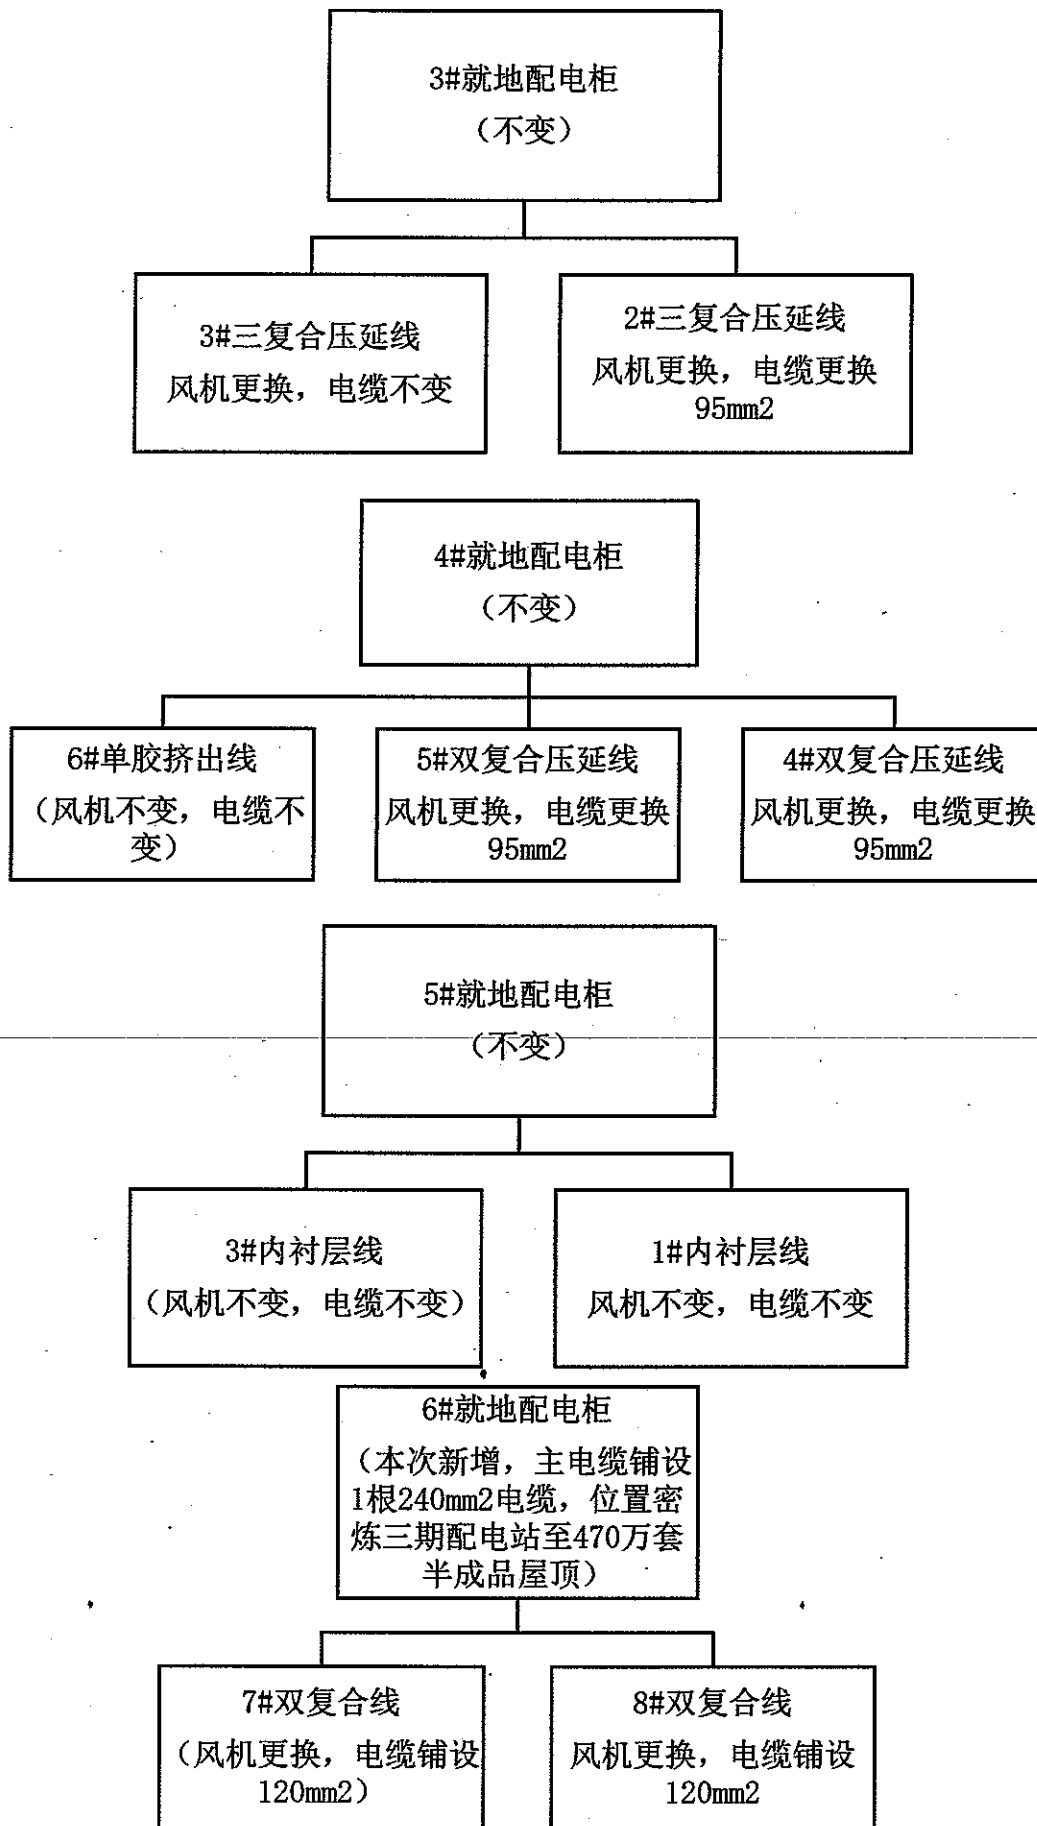 3#就地配电柜
（不变）
3#三复合压延线
风机更换，电缆不变
2#三复合压延线
风机更换，电缆更换
95mm2
4#就地配电柜
（不变）
6#单胶挤出线
（风机不变，电缆不
变）
5#双复合压延线
风机更换，电缆更换
95mm2
4#双复合压延线
风机更换，电缆更换
95mm2
5#就地配电柜
（不变）
3#内衬层线
（风机不变，电缆不变）
1#内衬层线
风机不变，电缆不变
6#就地配电柜
（本次新增，主电缆铺设
1根240mm2电缆，位置密
炼三期配电站至470万套
半成品屋顶）
7#双复合线
（风机更换，电缆铺设
120mm2）
8#双复合线
风机更换，电缆铺设
120mm2